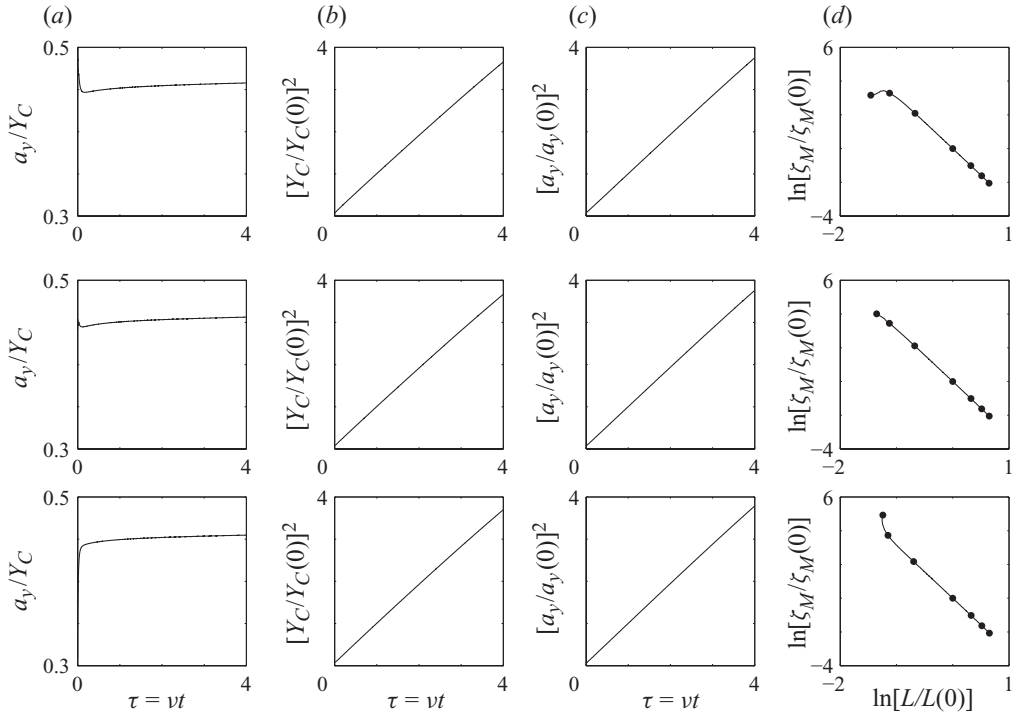 (a) (b) (c) (d)
0.5 4 4 6
a_y/Y_C [Y_C/Y_C(0)]^2 [a_y/a_y(0)]^2 ln[ζ_M/ζ_M(0)]
0.3 −4
0 4 0 4 0 4 −2 1
0.5 4 4 6
a_y/Y_C [Y_C/Y_C(0)]^2 [a_y/a_y(0)]^2 ln[ζ_M/ζ_M(0)]
0.3 −4
0 4 0 4 0 4 −2 1
0.5 4 4 6
a_y/Y_C [Y_C/Y_C(0)]^2 [a_y/a_y(0)]^2 ln[ζ_M/ζ_M(0)]
0.3 −4
0 4 0 4 0 4 −2 1
τ = νt τ = νt τ = νt ln[L/L(0)]